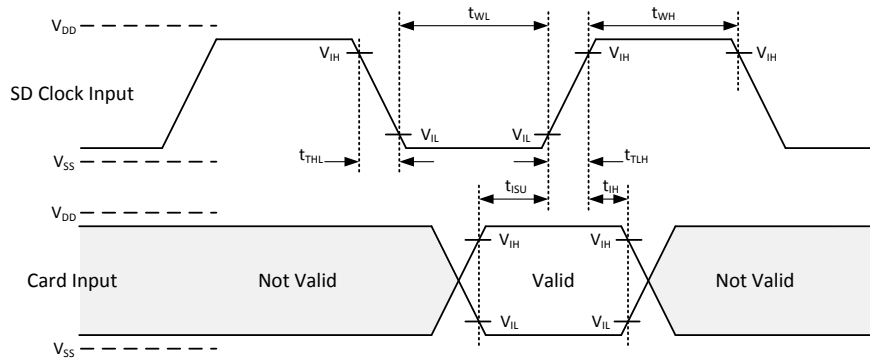 V_DD t_WL t_WH
V_IH V_IH V_IH
SD Clock Input
V_IL V_IL
V_SS t_THL t_TLH
t_ISU t_IH
V_DD
V_IH V_IH
Card Input Not Valid Valid Not Valid
V_IL V_IL
V_SS